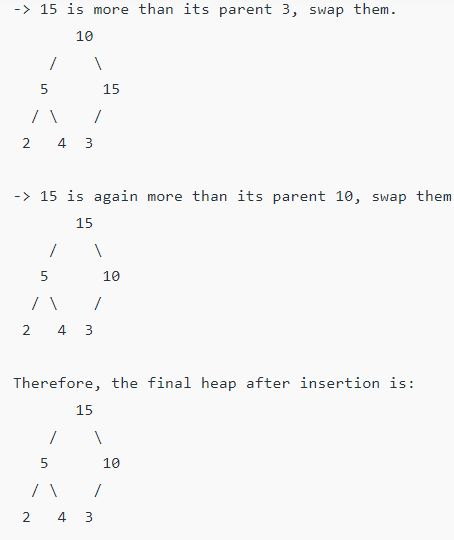 -> 15 is more than its parent 3, swap them.
10
/ \
5 15
/ \ /
2 4 3
-> 15 is again more than its parent 10, swap them
15
/ \
5 10
/ \ /
2 4 3
Therefore, the final heap after insertion is:
15
/ \
5 10
/ \ /
2 4 3